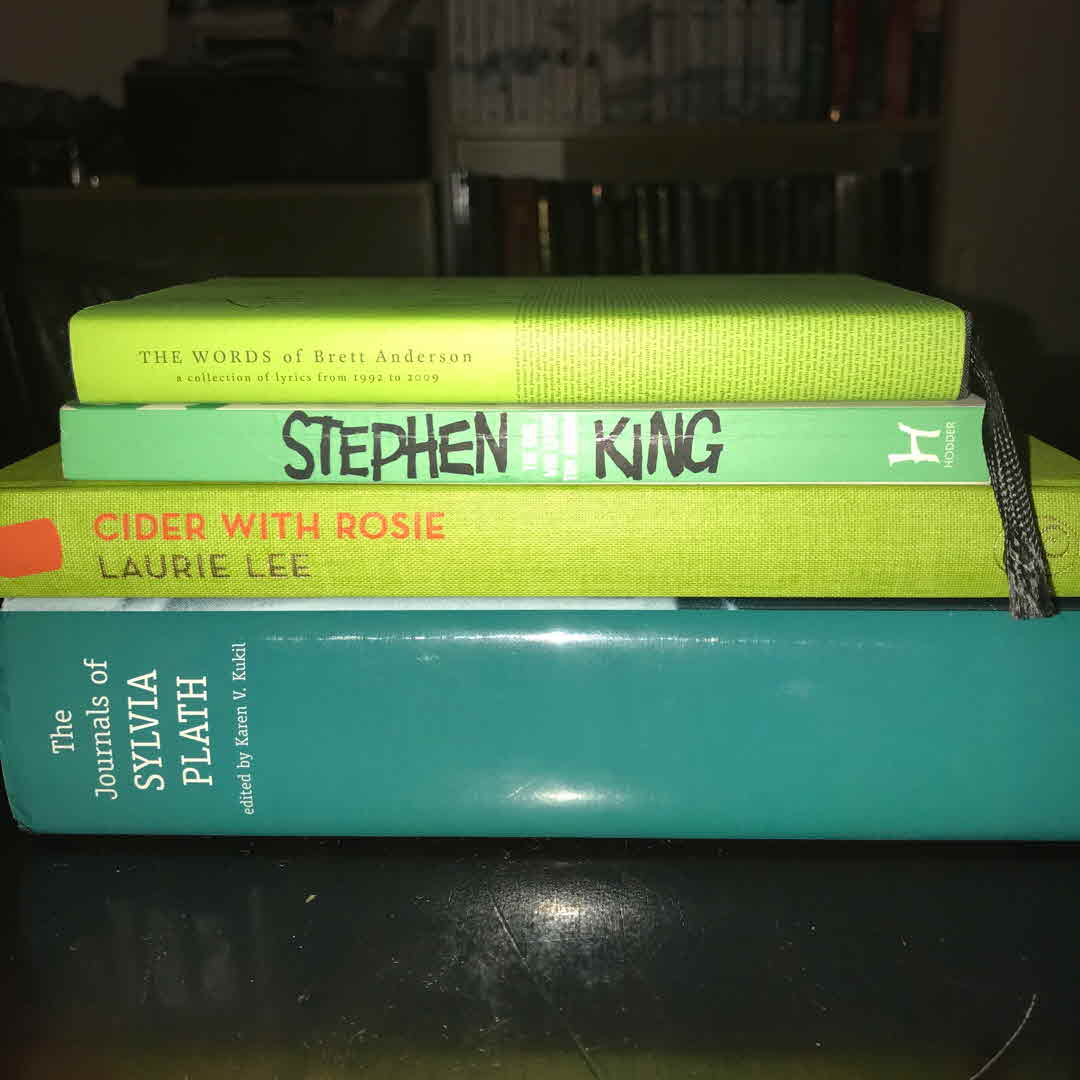 THE WORDS of Brett Anderson
a collection of lyrics from 1992 to 2009
STEPHEN KING
H
HODDER
CIDER WITH ROSIE
LAURIE LEE
The
Journals of
SYLVIA
PLATH
edited by Karen V. Kukil